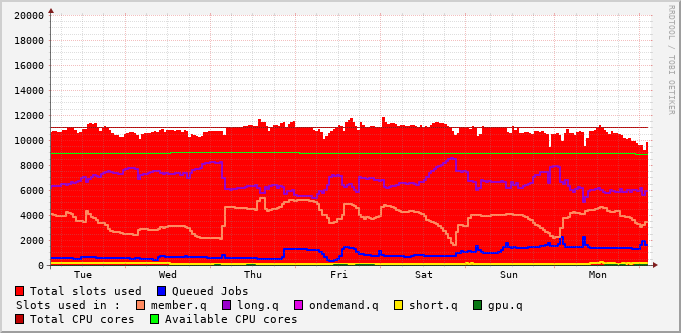 RRDTOOL / TOBI OETIKER
20000
18000
16000
14000
12000
10000
8000
6000
4000
2000
0
Tue Wed Thu Fri Sat Sun Mon
Total slots used Queued Jobs
Slots used in : member.q long.q ondemand.q short.q gpu.q
Total CPU cores Available CPU cores